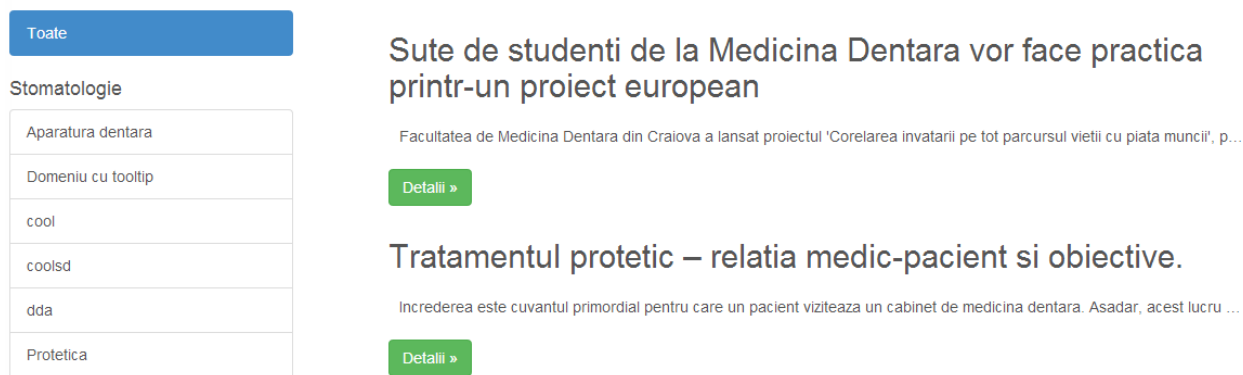 Toate
Stomatologie
Aparatura dentara
Domeniu cu tooltip
cool
coolsd
dda
Protetica
Sute de studenti de la Medicina Dentara vor face practica
printr-un proiect european
Facultatea de Medicina Dentara din Craiova a lansat proiectul 'Corelarea invatarii pe tot parcursul vietii cu piata muncii', p...
Detalii »
Tratamentul protetic – relatia medic-pacient si obiective.
Increderea este cuvantul primordial pentru care un pacient viziteaza un cabinet de medicina dentara. Asadar, acest lucru ...
Detalii »